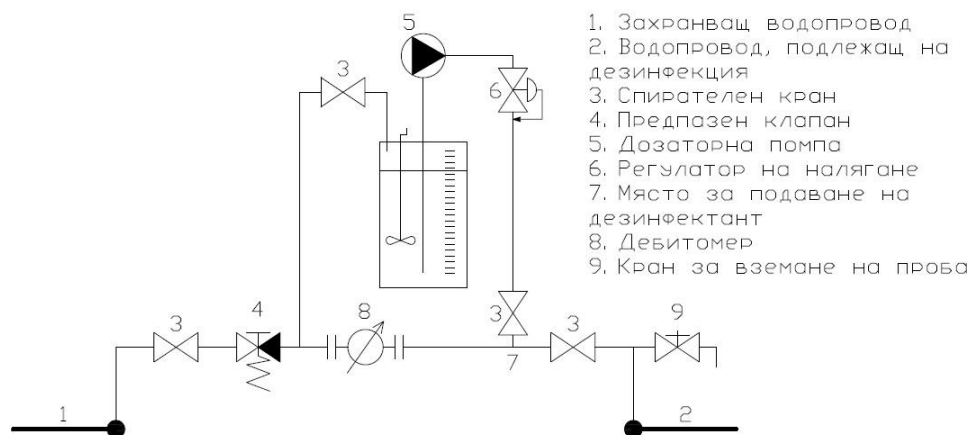 5
3
6
3
4
8
3
3
9
7
1
2
1. Захранващ водопровод
2. Водопровод, подлежащ на
дезинфекция
3. Спирателен кран
4. Предпазен клапан
5. Дозаторна помпа
6. Регулатор на налягане
7. Място за подаване на
дезинфектант
8. Дебитомер
9. Кран за вземане на проба